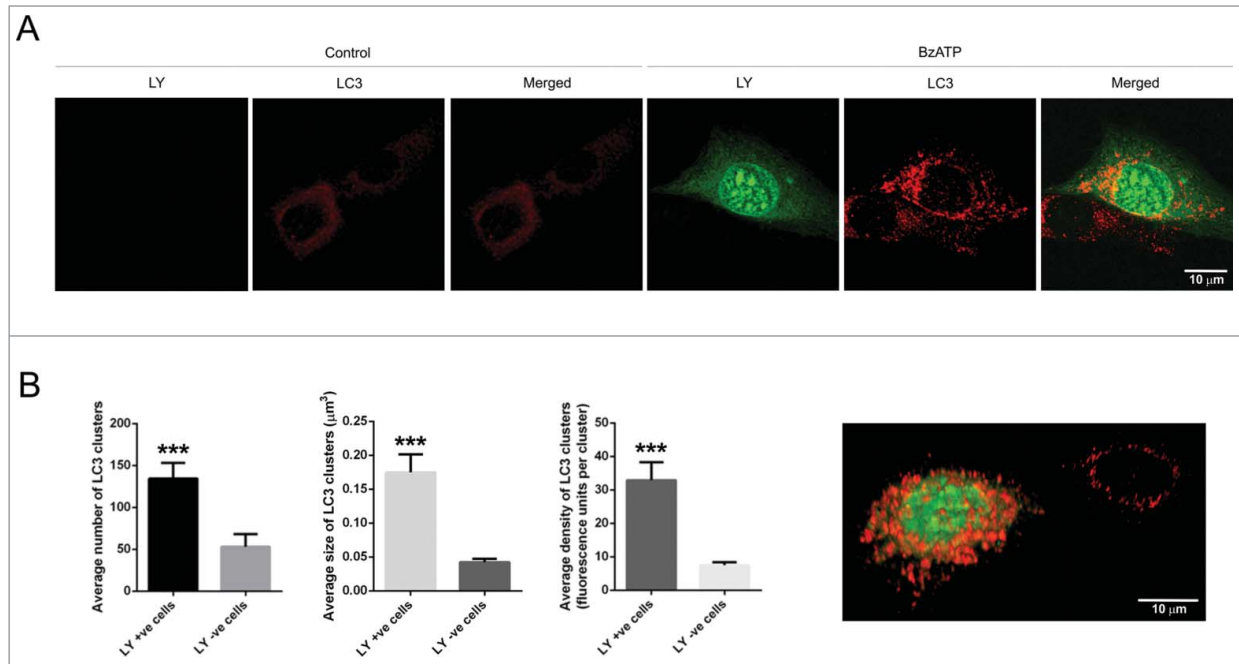 A
Control
BzATP
LY
LC3
Merged
LY
LC3
Merged
10 μm
B
Average number of LC3 clusters
200
150
100
50
0
***
LY +ve cells
LY -ve cells
Average size of LC3 clusters (μm³)
0.25
0.20
0.15
0.10
0.05
0.00
***
LY +ve cells
LY -ve cells
Average density of LC3 clusters
(fluorescence units per cluster)
50
40
30
20
10
0
***
LY +ve cells
LY -ve cells
10 μm